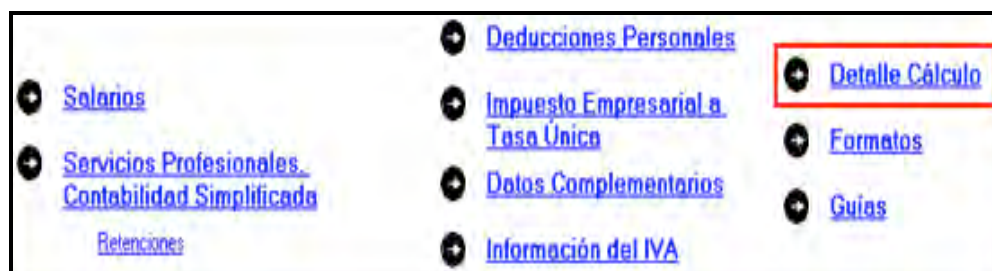 Salarios
Servicios Profesionales.
Contabilidad Simplificada
Retenciones
Deducciones Personales
Impuesto Empresarial a
Tasa Única
Datos Complementarios
Información del IVA
Detalle Cálculo
Formatos
Guías